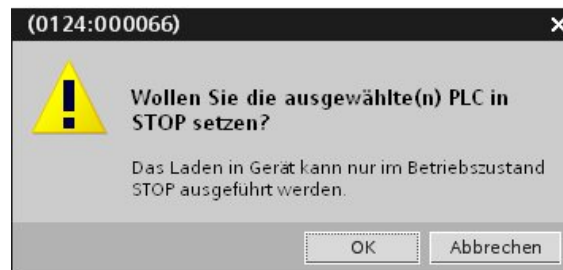 (0124:000066)
Wollen Sie die ausgewählte(n) PLC in
STOP setzen?
Das Laden in Gerät kann nur im Betriebszustand
STOP ausgeführt werden.
OK
Abbrechen